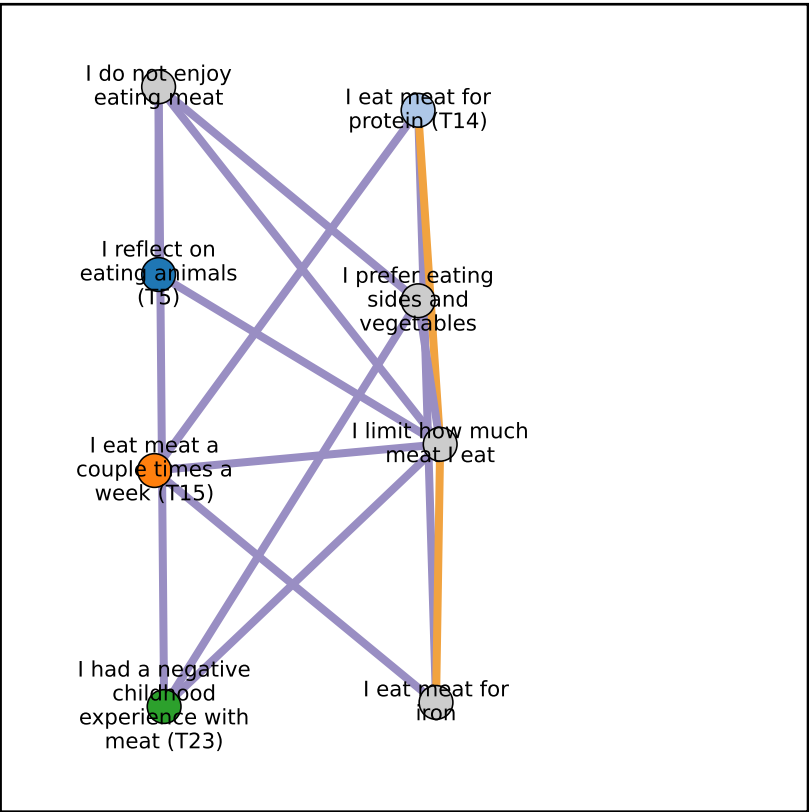 I do not enjoy
eating meat
I eat meat for
protein (T14)
I reflect on
eating animals
(T5)
I prefer eating
sides and
vegetables
I limit how much
meat I eat
I eat meat a
couple times a
week (T15)
I had a negative
childhood
experience with
meat (T23)
I eat meat for
iron